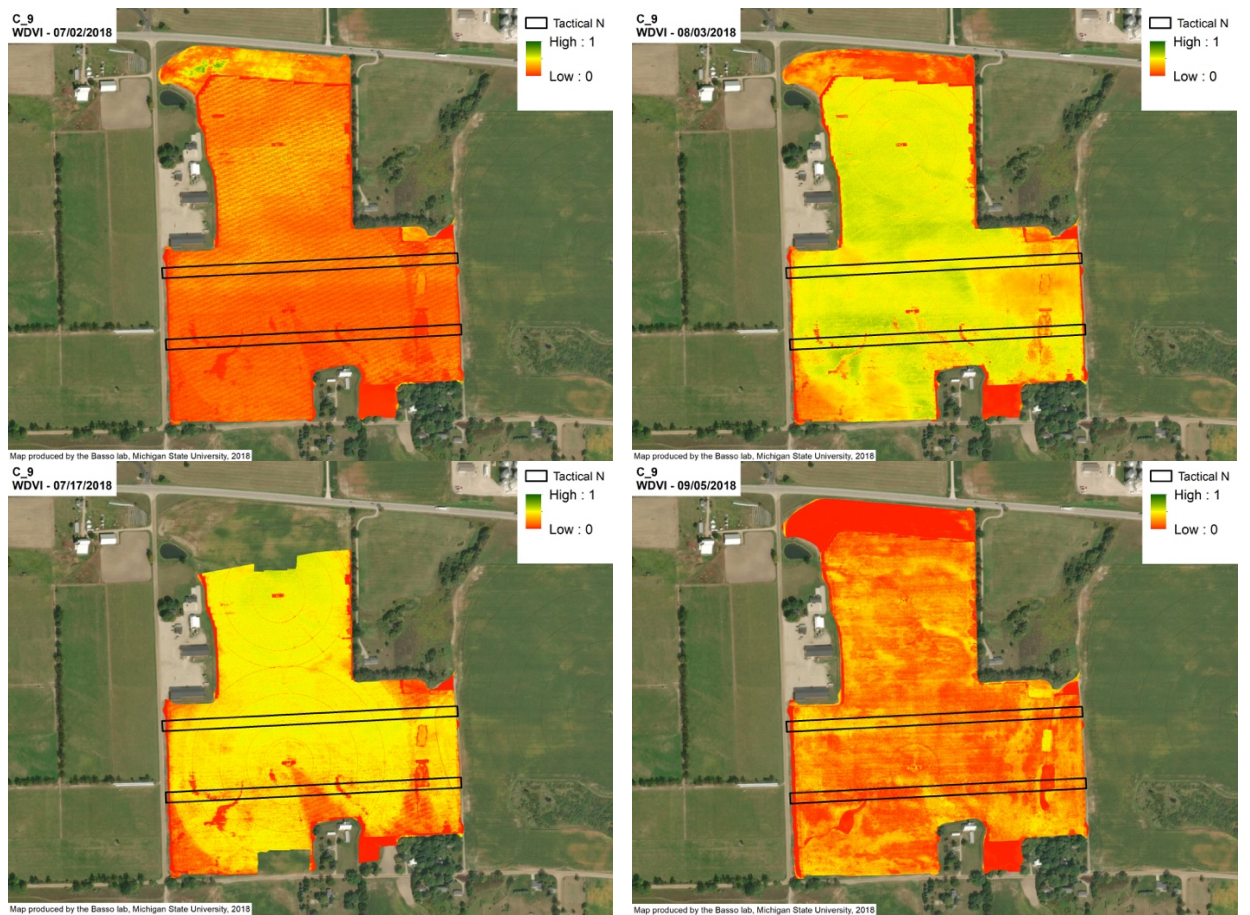 C_9
WDVI - 07/02/2018
Tactical N
High : 1
Low : 0
Map produced by the Basso lab, Michigan State University, 2018
C_9
WDVI - 08/03/2018
Tactical N
High : 1
Low : 0
Map produced by the Basso lab, Michigan State University, 2018
C_9
WDVI - 07/17/2018
Tactical N
High : 1
Low : 0
Map produced by the Basso lab, Michigan State University, 2018
C_9
WDVI - 09/05/2018
Tactical N
High : 1
Low : 0
Map produced by the Basso lab, Michigan State University, 2018